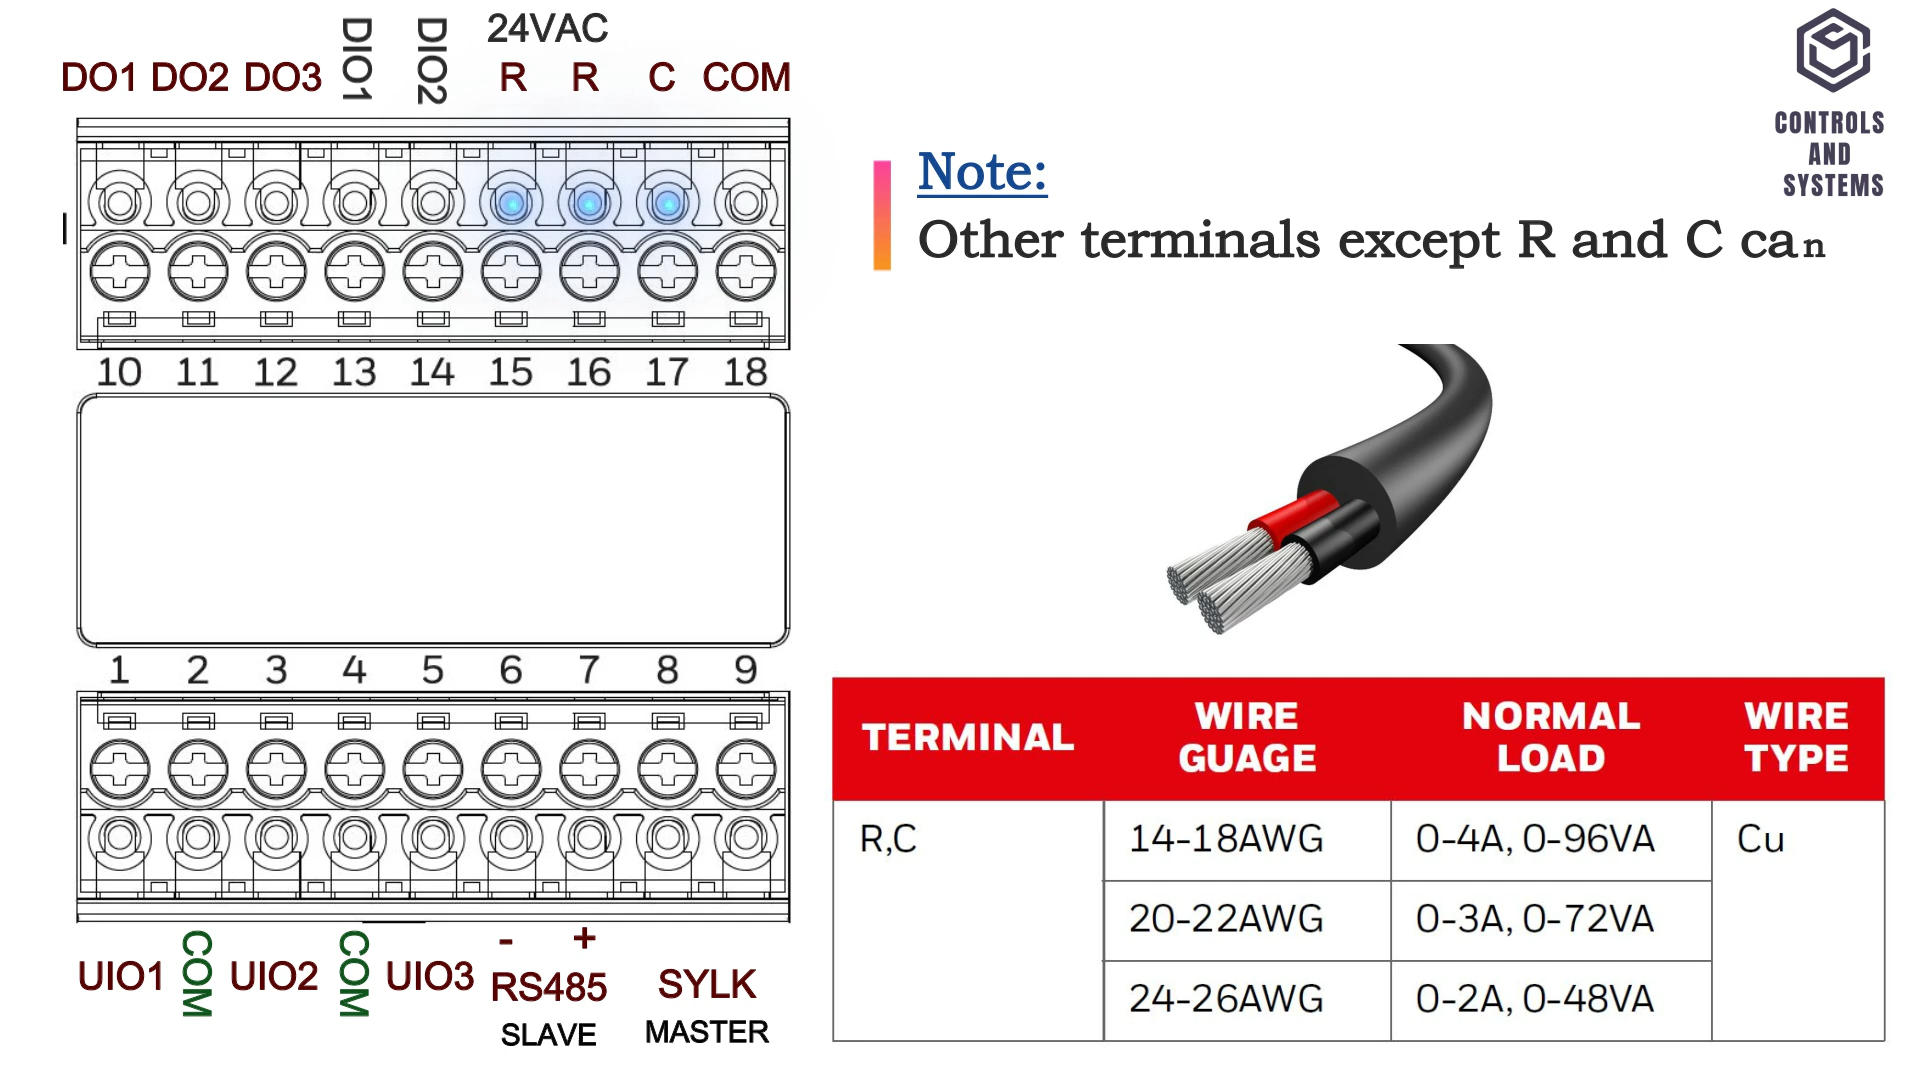 24VAC
DO1 DO2 DO3 DIO1 DIO2 R R C COM
10 11 12 13 14 15 16 17 18
1 2 3 4 5 6 7 8 9
- +
UIO1 COM UIO2 COM UIO3 RS485 SYLK
SLAVE MASTER
CONTROLS
AND
SYSTEMS
Note:
Other terminals except R and C can
TERMINAL WIRE GUAGE NORMAL LOAD WIRE TYPE
R,C 14-18AWG 0-4A, 0-96VA Cu
20-22AWG 0-3A, 0-72VA
24-26AWG 0-2A, 0-48VA